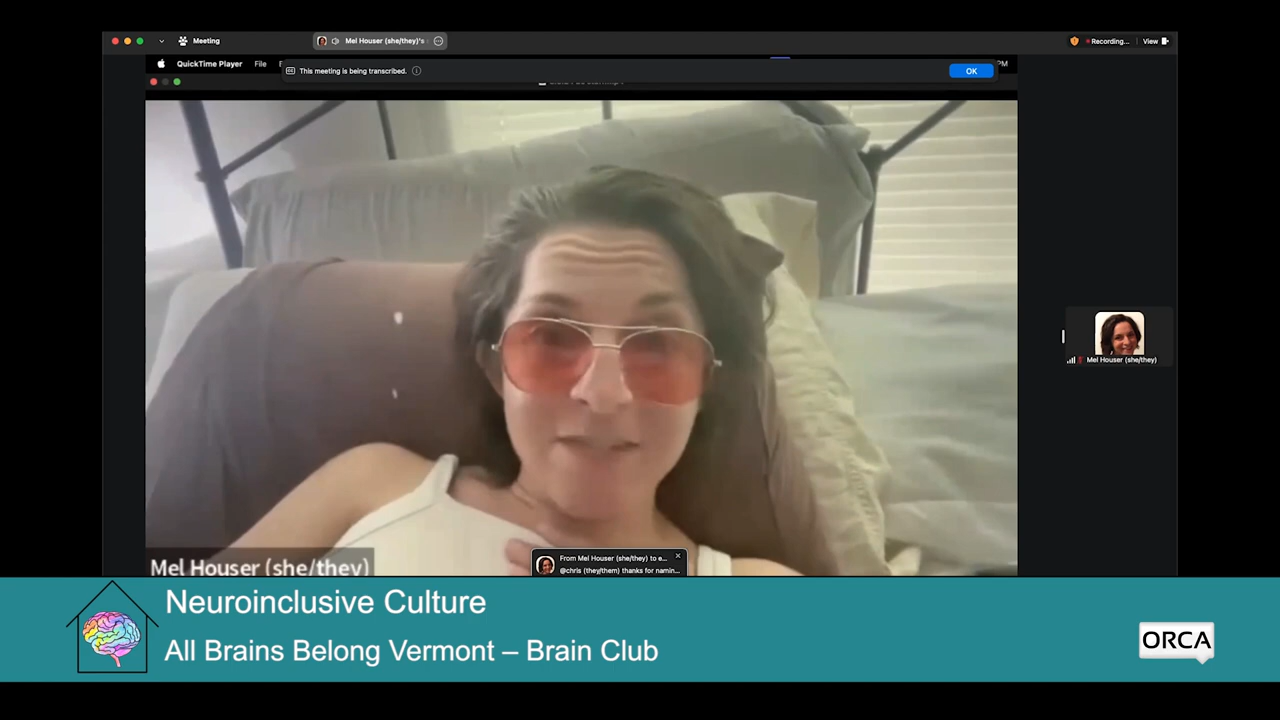 Meeting
Mel Houser (she/they)'s
Recording...
View
QuickTime Player
File
This meeting is being transcribed.
OK
PM
Mel Houser (she/they)
Mel Houser (she/they)
From Mel Houser (she/they) to e...
@chris (they/them) thanks for namin...
Neuroinclusive Culture
All Brains Belong Vermont – Brain Club
ORCA